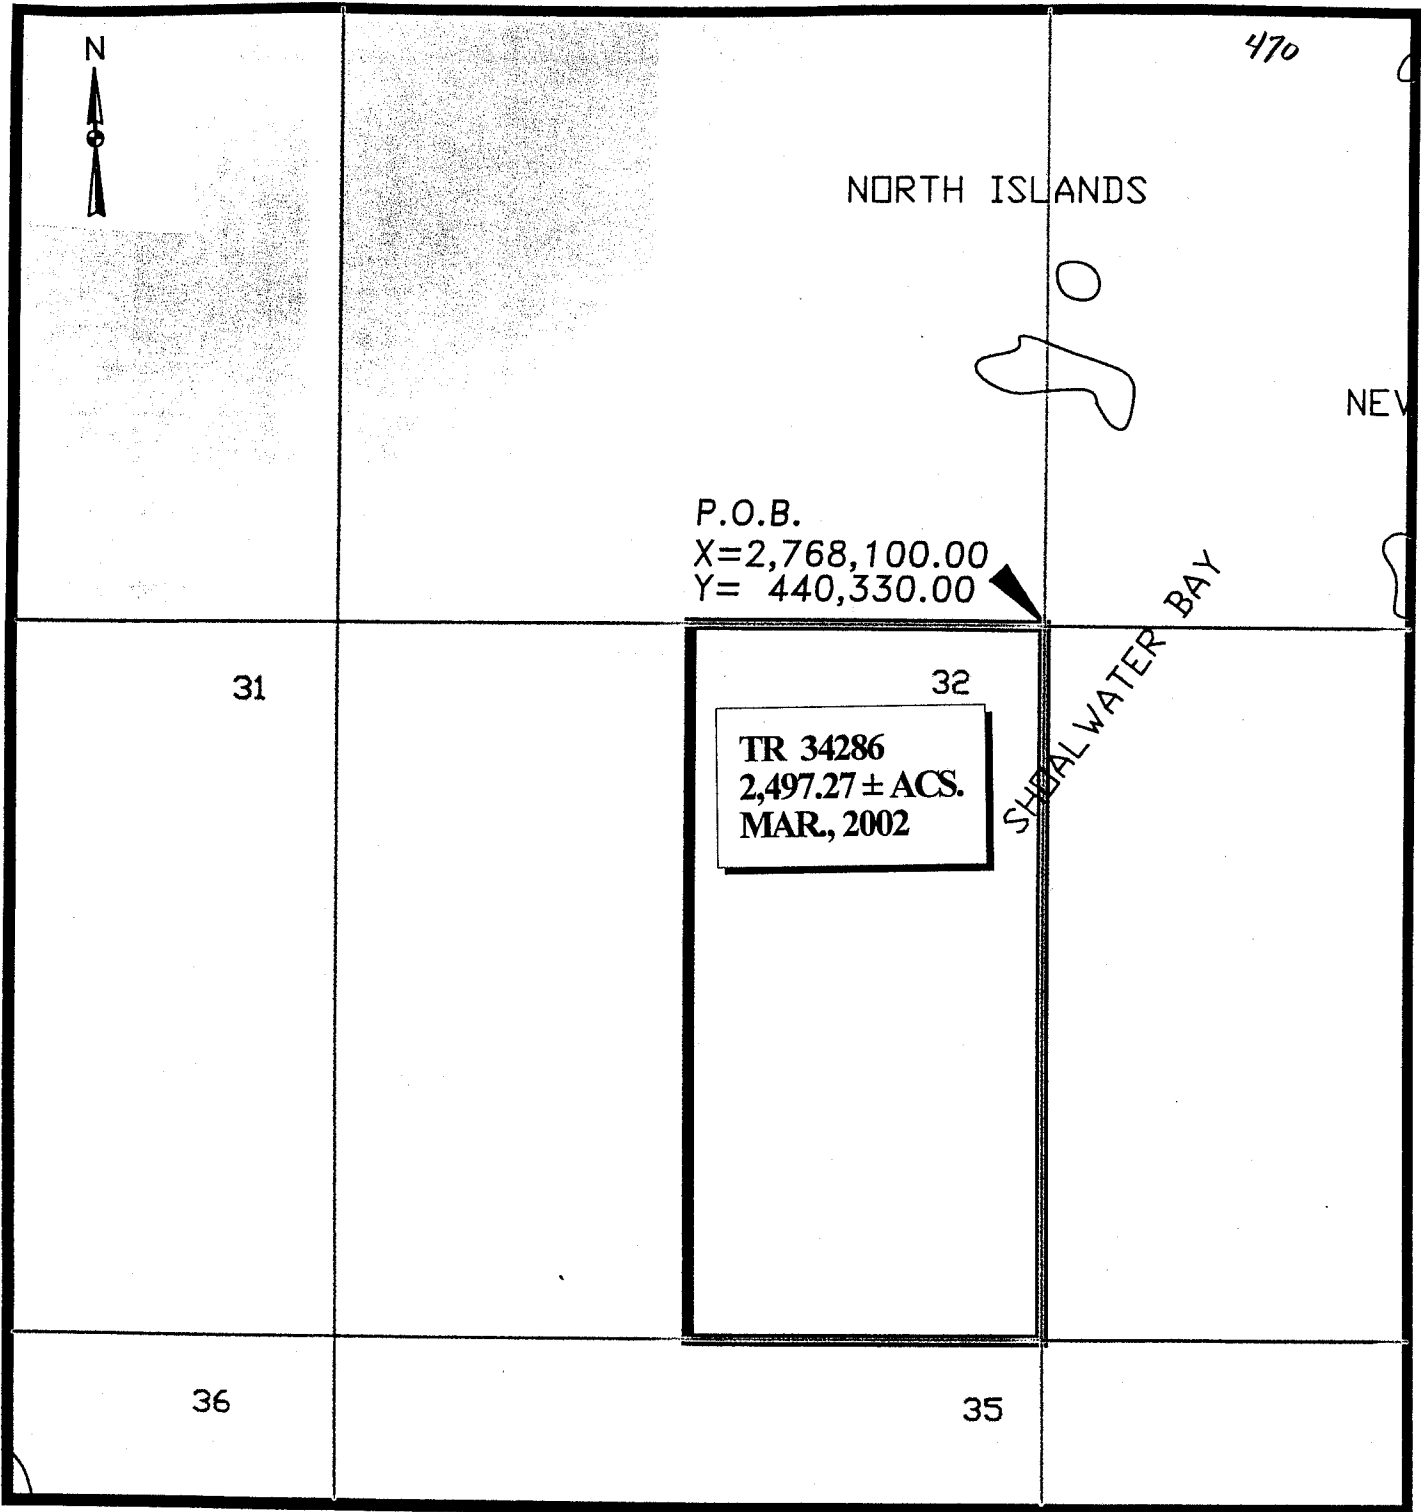 N
470
NORTH ISLANDS
P.O.B.
X=2,768,100.00
Y= 440,330.00
SHOALWATER BAY
31
32
TR 34286
2,497.27 ± ACS.
MAR., 2002
36
35